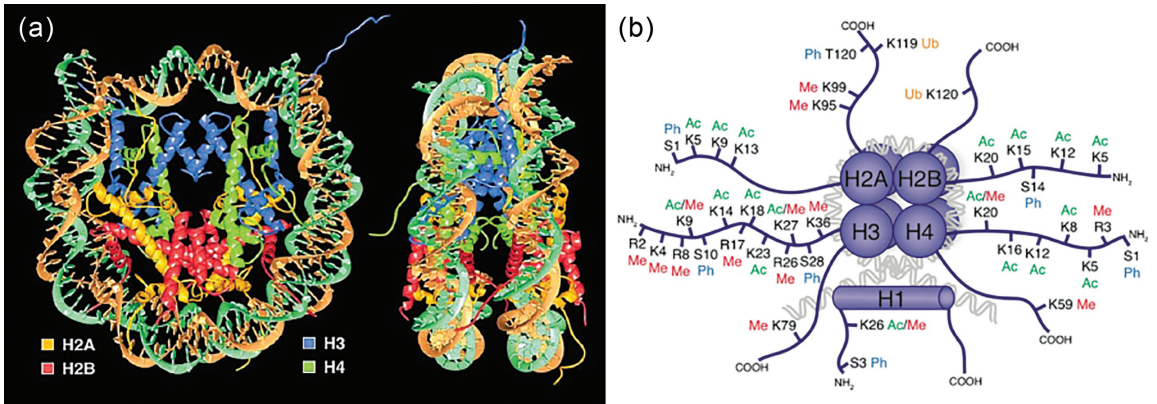 (a)
H2A
H2B
H3
H4
(b)
COOH
Ph T120
K119 Ub
COOH
Me K99
Me K95
Ub K120
Ph Ac Ac Ac
S1 K5 K9 K13
NH2
Ac Ac Ac Ac
K20 K15 K12 K5
S14
Ph
NH2
H2A H2B
H3 H4
H1
Ac/Me Ac Ac Ac/Me Me
K9 K14 K18 K27 K36
NH2
R2 K4 R8 S10 R17 K23 R26 S28
Me Me Me Ph Me Ac Me Ph
Ac/Me Ac Me
K20 K8 R3
NH2
K16 K12 K5 S1
Ac Ac Ac Ph
Me K79
K26 Ac/Me
K59 Me
COOH
S3 Ph
NH2
COOH
COOH